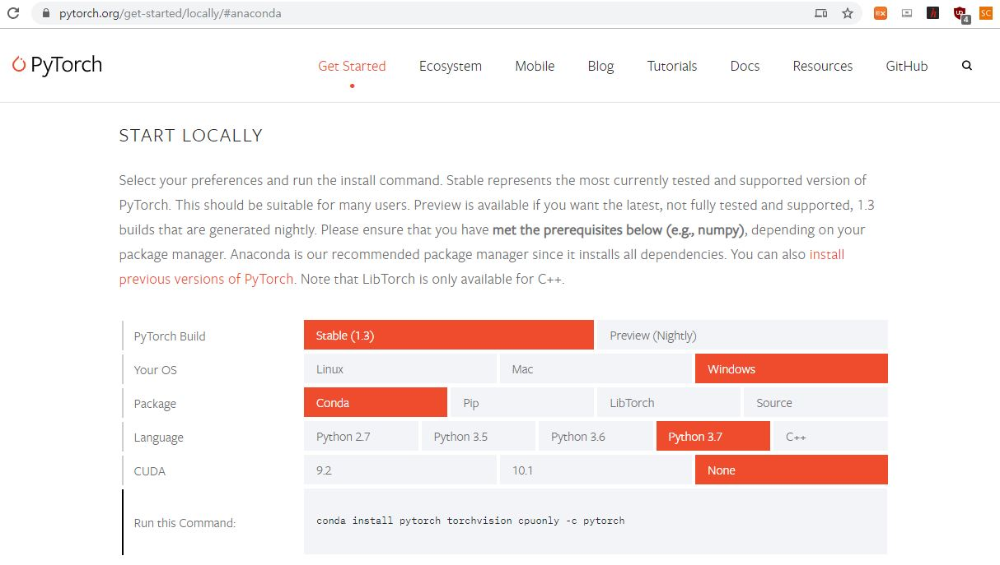 pytorch.org/get-started/locally/#anaconda
EX
h
4
SC
PyTorch
Get Started Ecosystem Mobile Blog Tutorials Docs Resources GitHub
START LOCALLY
Select your preferences and run the install command. Stable represents the most currently tested and supported version of
PyTorch. This should be suitable for many users. Preview is available if you want the latest, not fully tested and supported, 1.3
builds that are generated nightly. Please ensure that you have met the prerequisites below (e.g., numpy), depending on your
package manager. Anaconda is our recommended package manager since it installs all dependencies. You can also install
previous versions of PyTorch. Note that LibTorch is only available for C++.
PyTorch Build Stable (1.3) Preview (Nightly)
Your OS Linux Mac Windows
Package Conda Pip LibTorch Source
Language Python 2.7 Python 3.5 Python 3.6 Python 3.7 C++
CUDA 9.2 10.1 None
Run this Command: conda install pytorch torchvision cpuonly -c pytorch